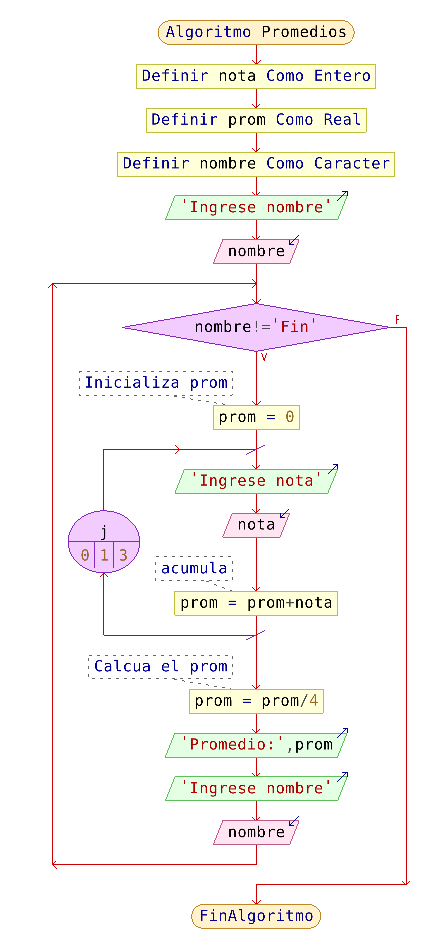 Algoritmo Promedios
Definir nota Como Entero
Definir prom Como Real
Definir nombre Como Caracter
'Ingrese nombre'
nombre
nombre!='Fin'
F
V
Inicializa prom
prom = 0
'Ingrese nota'
nota
j
0 1 3
acumula
prom = prom+nota
Calcua el prom
prom = prom/4
'Promedio:',prom
'Ingrese nombre'
nombre
FinAlgoritmo